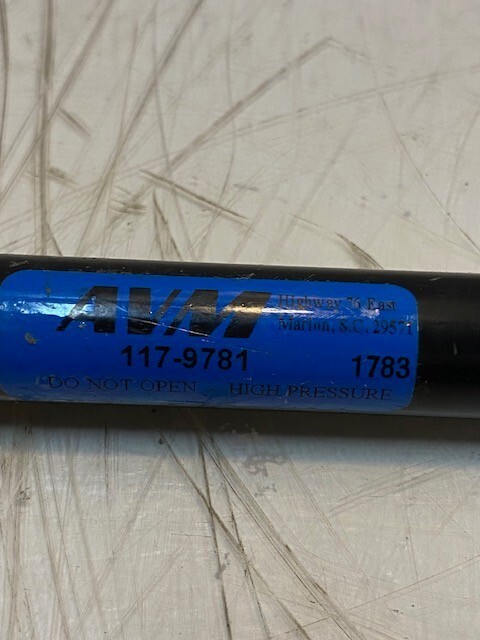 AVM
Highway 76 East
Marion, S.C. 29571
117-9781 1783
DO NOT OPEN HIGH PRESSURE